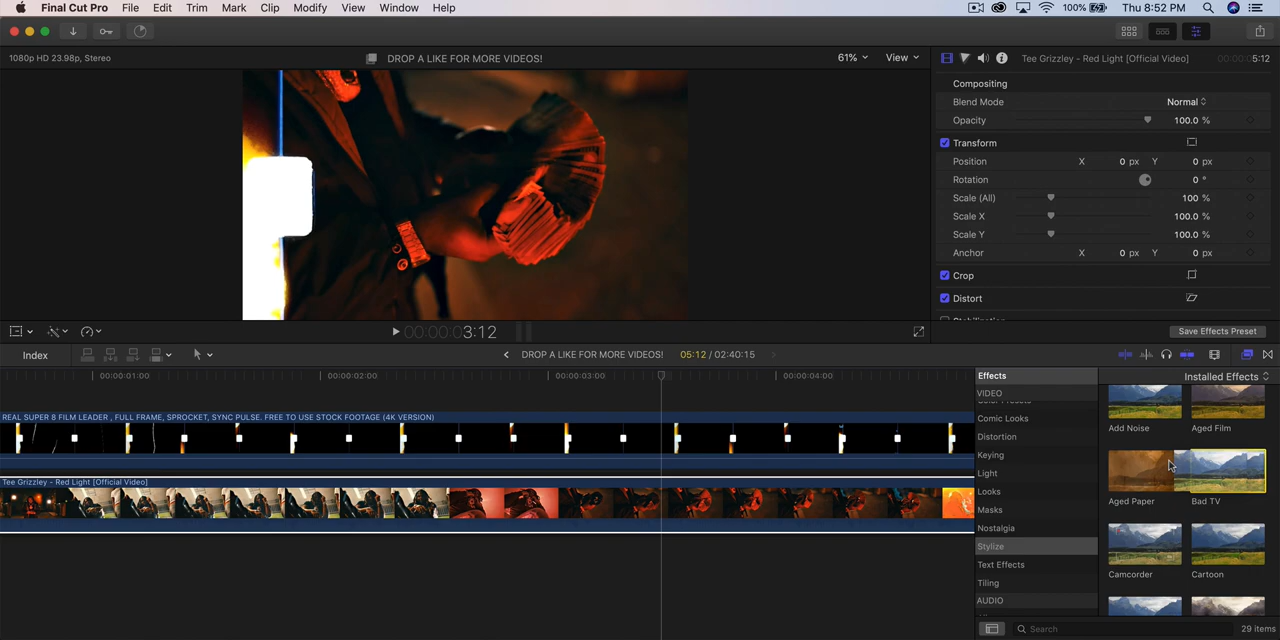 Final Cut Pro File Edit Trim Mark Clip Modify View Window Help 100% Thu 8:52 PM
1080p HD 23.98p, Stereo DROP A LIKE FOR MORE VIDEOS! 61% View Tee Grizzley - Red Light [Official Video] 00:00:05:12
Compositing
Blend Mode Normal
Opacity 100.0 %
Transform
Position X 0 px Y 0 px
Rotation 0 °
Scale (All) 100 %
Scale X 100.0 %
Scale Y 100.0 %
Anchor X 0 px Y 0 px
Crop
Distort
00:00:03:12 Save Effects Preset
Index DROP A LIKE FOR MORE VIDEOS! 05:12 / 02:40:15
00:00:01:00 00:00:02:00 00:00:03:00 00:00:04:00
REAL SUPER 8 FILM LEADER , FULL FRAME, SPROCKET, SYNC PULSE. FREE TO USE STOCK FOOTAGE (4K VERSION)
Tee Grizzley - Red Light [Official Video]
Effects Installed Effects
VIDEO
Comic Looks
Distortion
Keying
Light
Looks
Masks
Nostalgia
Stylize
Text Effects
Tiling
AUDIO
Add Noise Aged Film
Aged Paper Bad TV
Camcorder Cartoon
Search 29 items